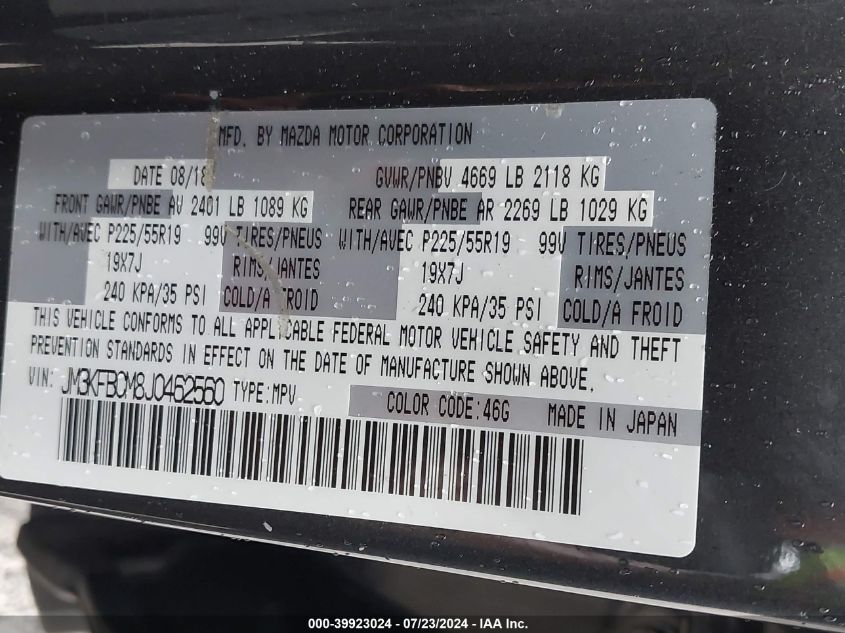 MFD. BY MAZDA MOTOR CORPORATION
DATE 08/18 GVWR/PNBV 4669 LB 2118 KG
FRONT GAWR/PNBE AV 2401 LB 1089 KG REAR GAWR/PNBE AR 2269 LB 1029 KG
WITH/AVEC P225/55R19 99V TIRES/PNEUS WITH/AVEC P225/55R19 99V TIRES/PNEUS
19X7J RIMS/JANTES 19X7J RIMS/JANTES
240 KPA/35 PSI COLD/A FROID 240 KPA/35 PSI COLD/A FROID
THIS VEHICLE CONFORMS TO ALL APPLICABLE FEDERAL MOTOR VEHICLE SAFETY AND THEFT
PREVENTION STANDARDS IN EFFECT ON THE DATE OF MANUFACTURE SHOWN ABOVE.
VIN: JM3KFBCM8J0462560 TYPE:MPV
COLOR CODE:46G MADE IN JAPAN
000-39923024 / 07/23/2024 - IAA Inc.